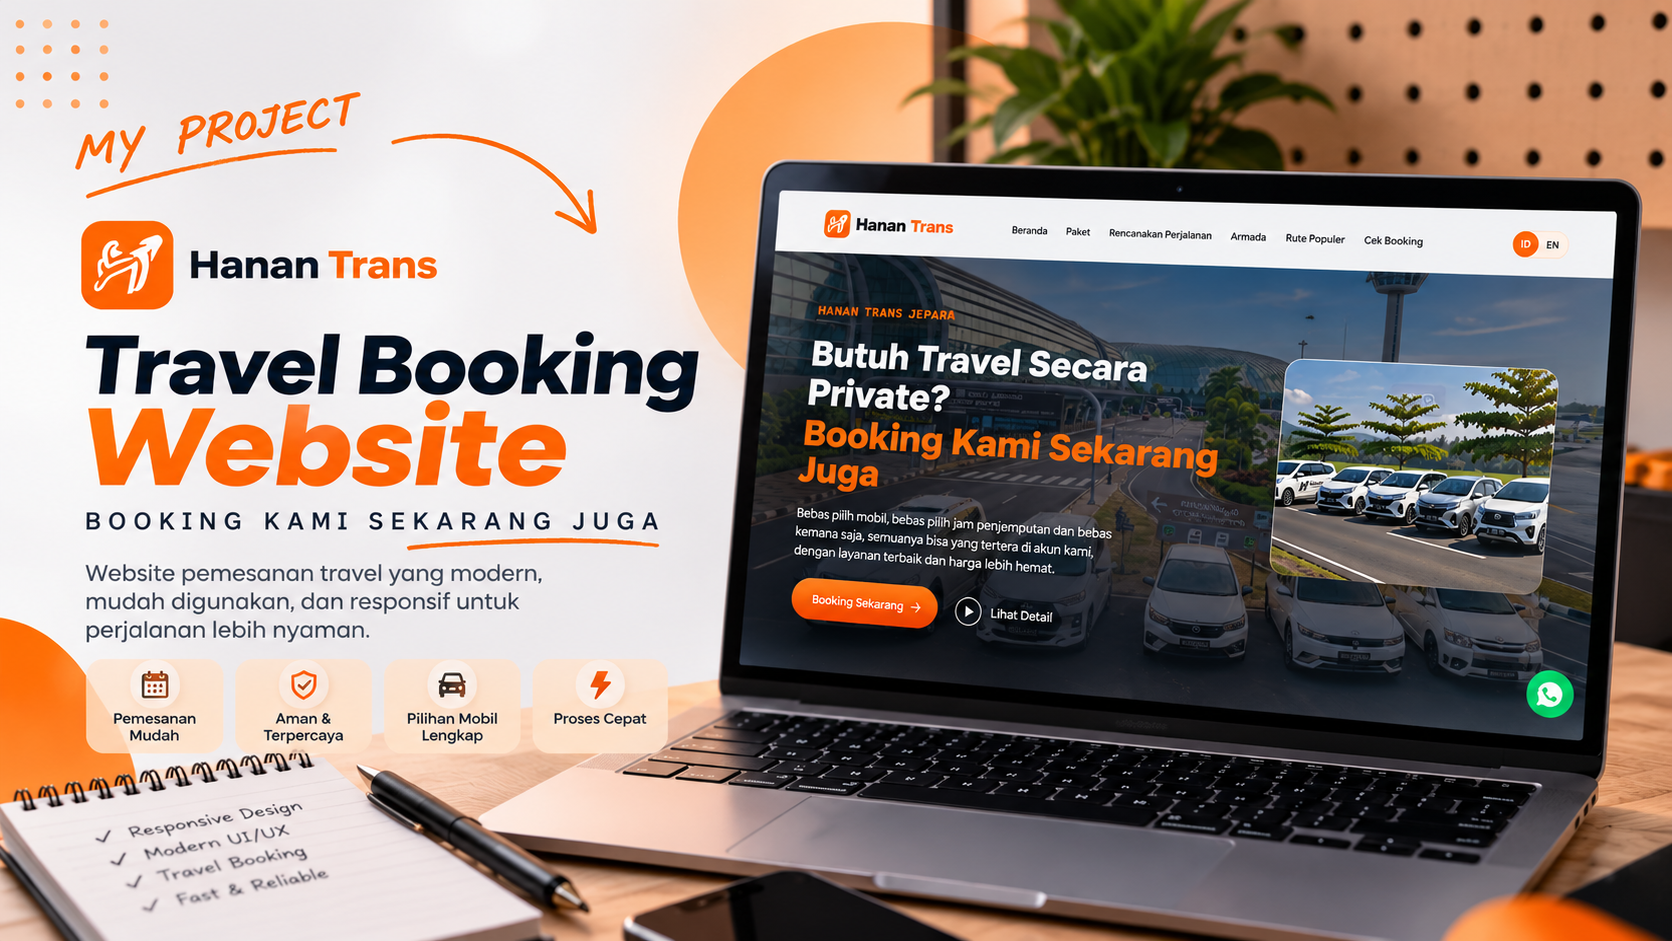 MY PROJECT
Hanan Trans
Travel Booking
Website
BOOKING KAMI SEKARANG JUGA
Website pemesanan travel yang modern,
mudah digunakan, dan responsif untuk
perjalanan lebih nyaman.
Pemesanan
Mudah
Aman &
Terpercaya
Pilihan Mobil
Lengkap
Proses Cepat
Responsive Design
Modern UI/UX
Travel Booking
Fast & Reliable
Hanan Trans
Beranda Paket Rencanakan Perjalanan Armada Rute Populer Cek Booking
ID EN
HANAN TRANS JEPARA
Butuh Travel Secara
Private?
Booking Kami Sekarang
Juga
Bebas pilih mobil, bebas pilih jam penjemputan dan bebas
kemana saja, semuanya bisa yang tertera di akun kami,
dengan layanan terbaik dan harga lebih hemat.
Booking Sekarang →
Lihat Detail